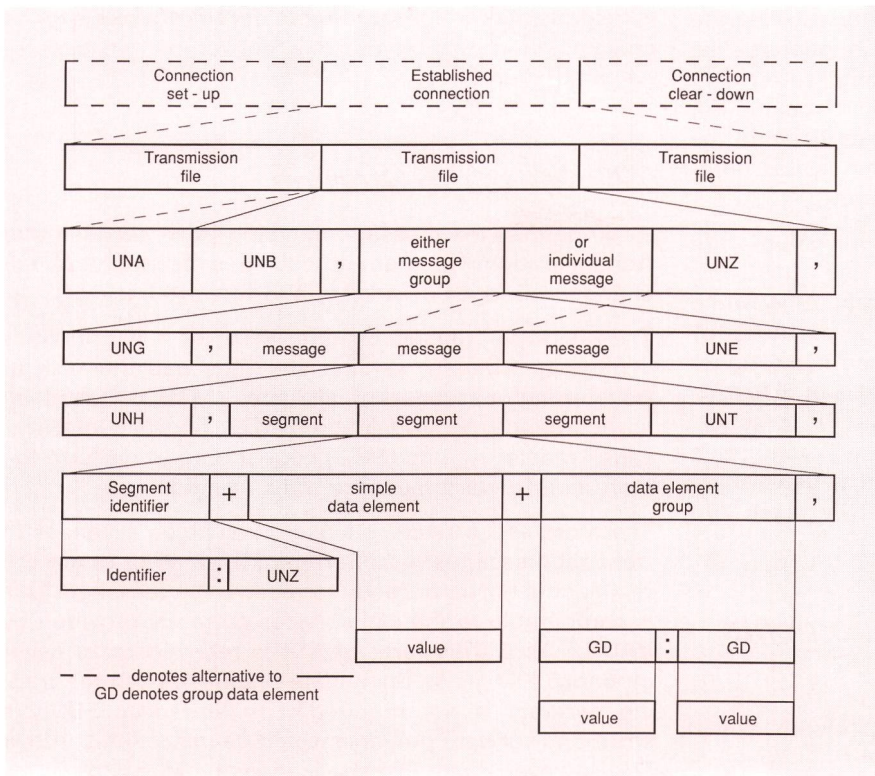 Connection Established Connection
set - up connection clear - down
Transmission Transmission Transmission
file file file
UNA UNB , either message group or individual message UNZ ,
UNG , message message message UNE ,
UNH , segment segment segment UNT ,
Segment identifier + simple data element + data element group ,
Identifier : UNZ
value GD : GD
– – – denotes alternative to
GD denotes group data element
value value